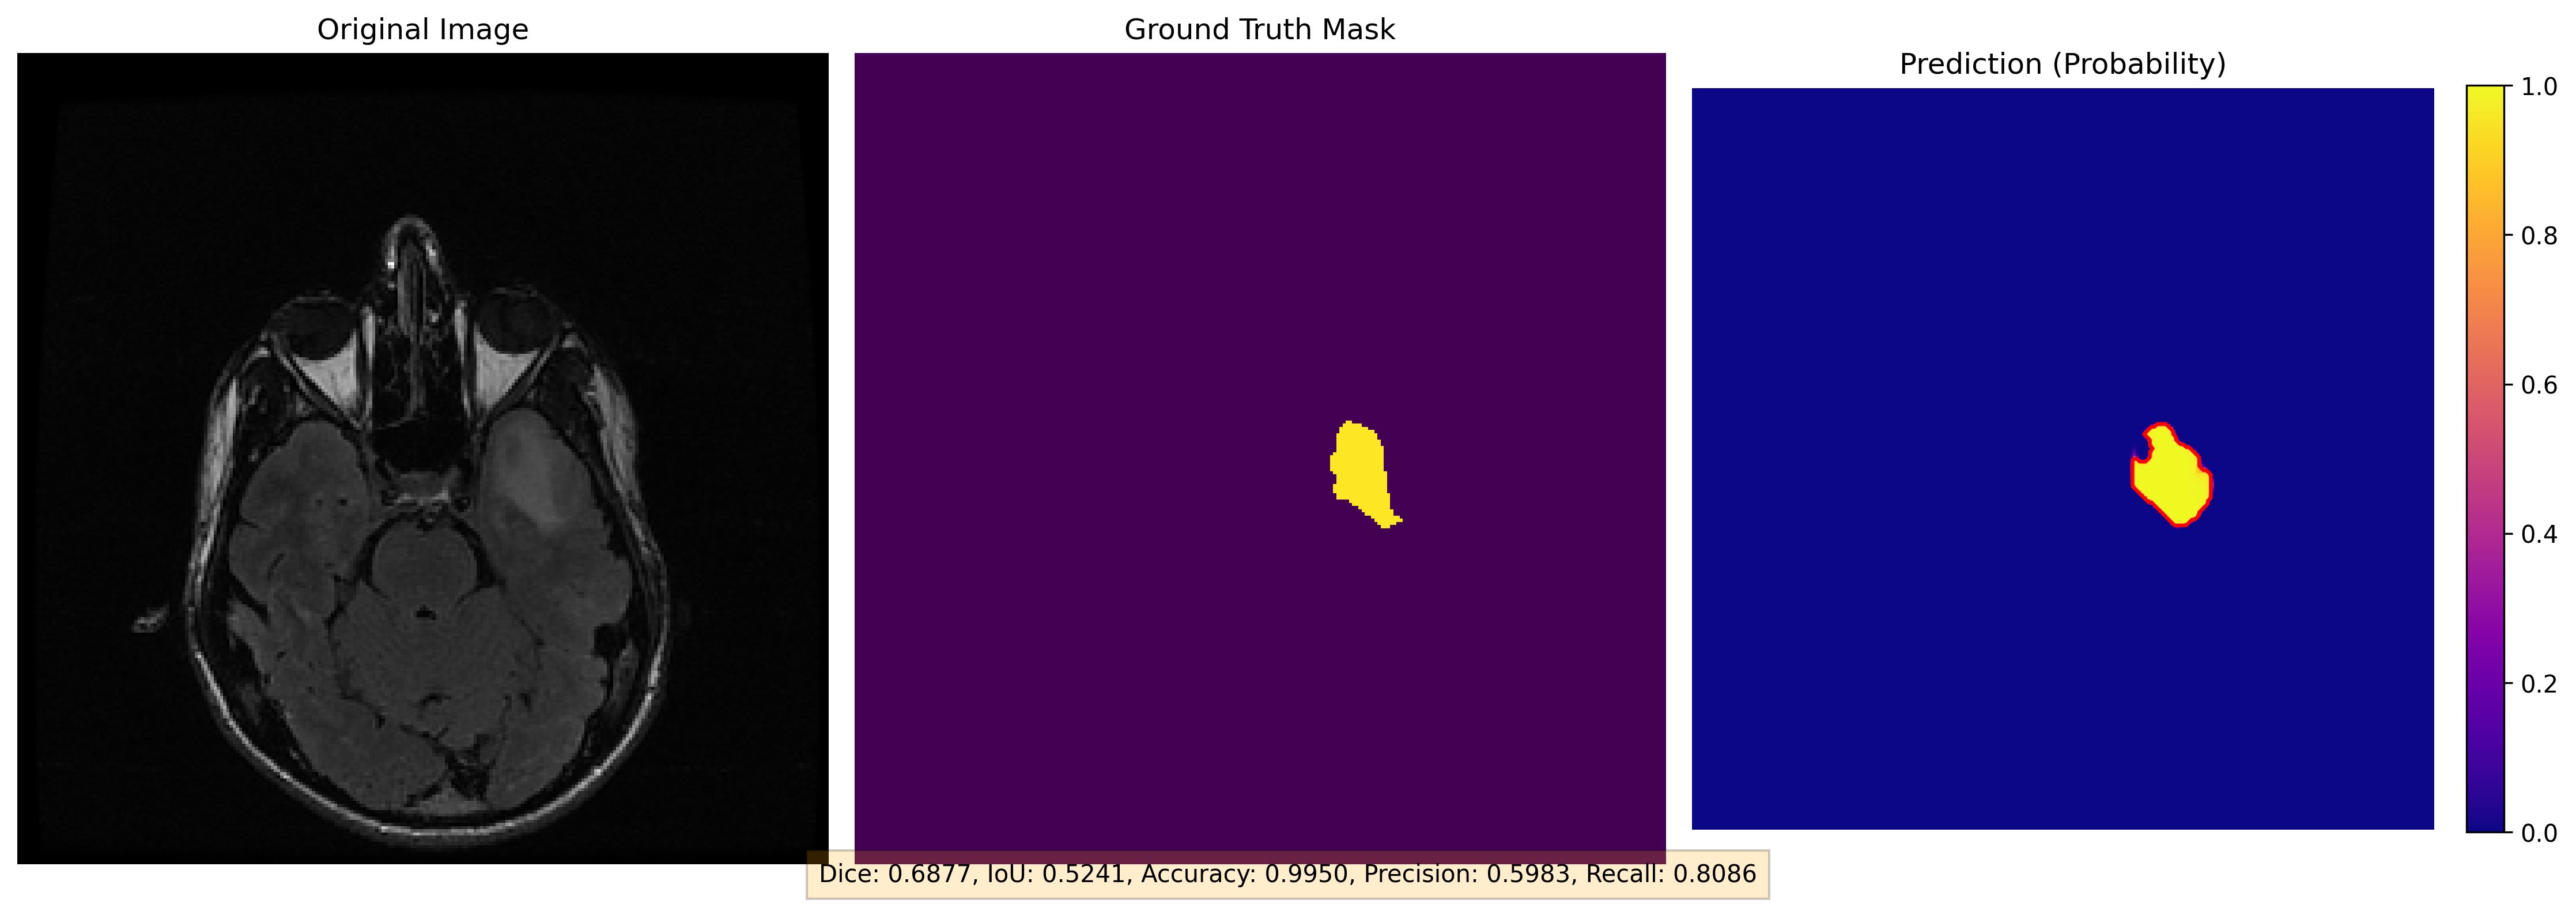 Original Image
Ground Truth Mask
Prediction (Probability)
1.0
0.8
0.6
0.4
0.2
0.0
Dice: 0.6877, IoU: 0.5241, Accuracy: 0.9950, Precision: 0.5983, Recall: 0.8086